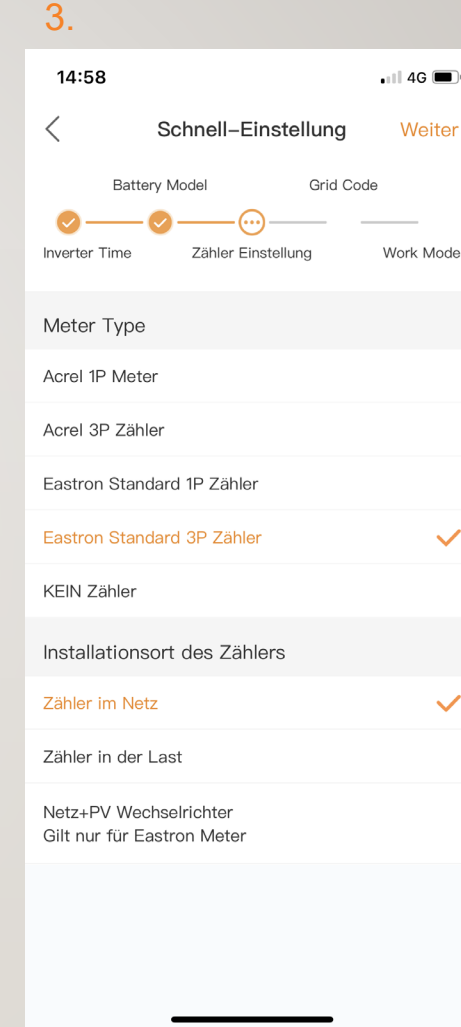 3.
14:58
4G
Schnell-Einstellung Weiter
Battery Model Grid Code
Inverter Time Zähler Einstellung Work Mode
Meter Type
Acrel 1P Meter
Acrel 3P Zähler
Eastron Standard 1P Zähler
Eastron Standard 3P Zähler
KEIN Zähler
Installationsort des Zählers
Zähler im Netz
Zähler in der Last
Netz+PV Wechselrichter
Gilt nur für Eastron Meter